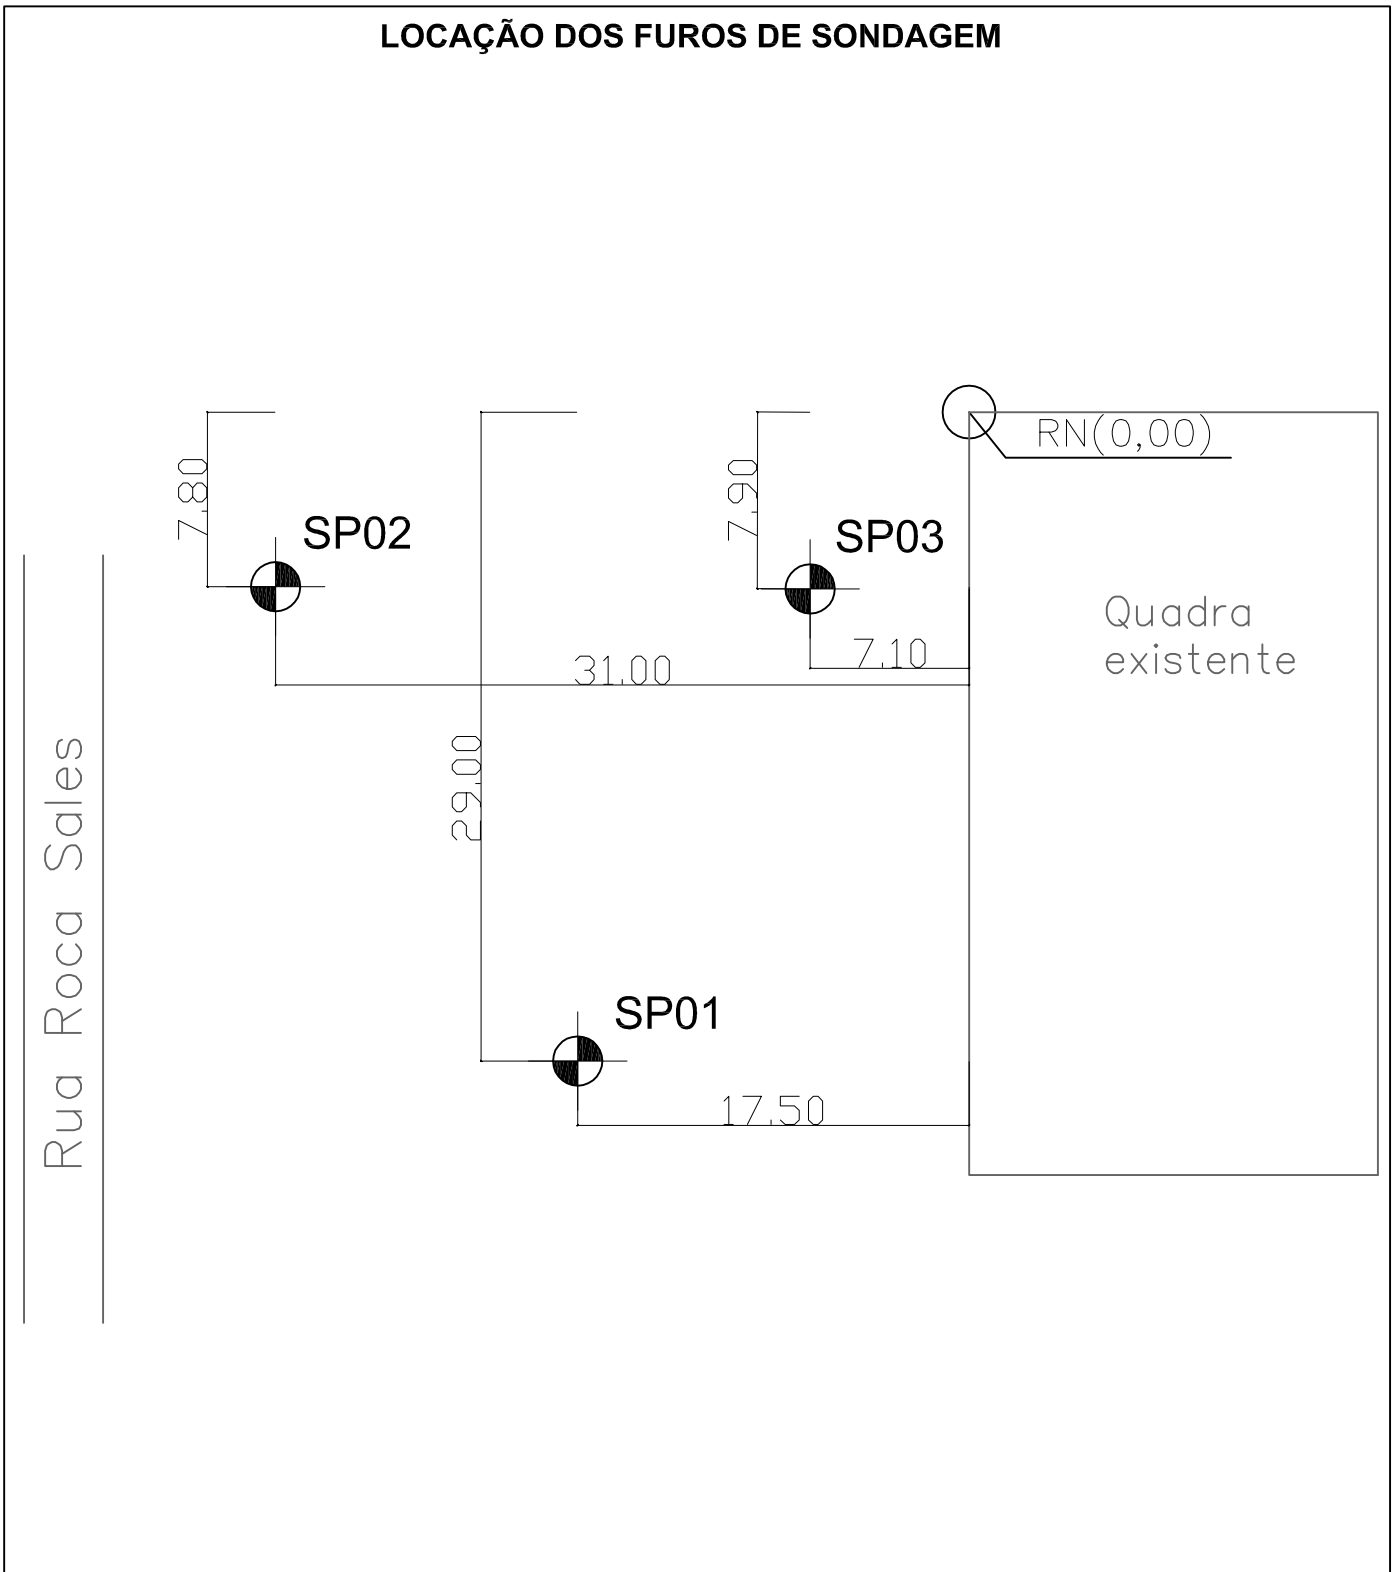 LOCAÇÃO DOS FUROS DE SONDAGEM
RN(0,00)
7.80
7.90
SP02
SP03
Quadra
existente
7.10
31.00
29.00
Rua Roca Sales
SP01
17.50